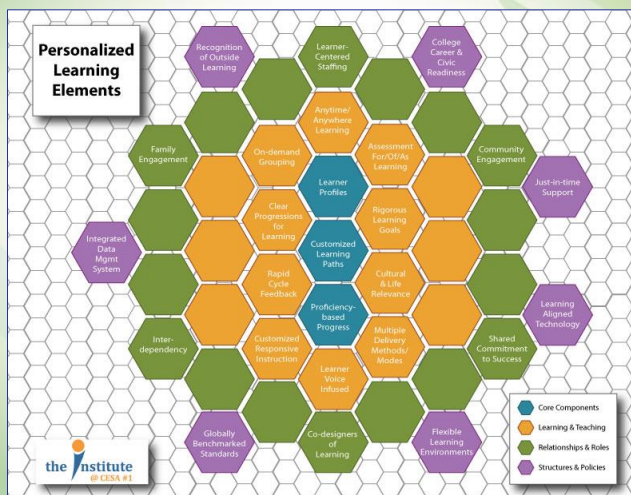 Personalized
Learning
Elements
Recognition
of Outside
Learning
Learner-
Centered
Staffing
College
Career &
Civic
Readiness
Anytime/
Anywhere
Learning
Family
Engagement
On-demand
Grouping
Assessment
For/Of/As
Learning
Community
Engagement
Learner
Profiles
Just-in-time
Support
Clear
Progressions
for
Learning
Rigorous
Learning
Goals
Integrated
Data
Mgmt
System
Customized
Learning
Paths
Rapid
Cycle
Feedback
Cultural
& Life
Relevance
Proficiency-
based
Progress
Learning
Aligned
Technology
Inter-
dependency
Customized
Responsive
Instruction
Multiple
Delivery
Methods/
Modes
Shared
Commitment
to Success
Learner
Voice
Infused
Globally
Benchmarked
Standards
Co-designers
of
Learning
Flexible
Learning
Environments
Core Components
Learning & Teaching
Relationships & Roles
Structures & Policies
the Institute
@ CESA #1